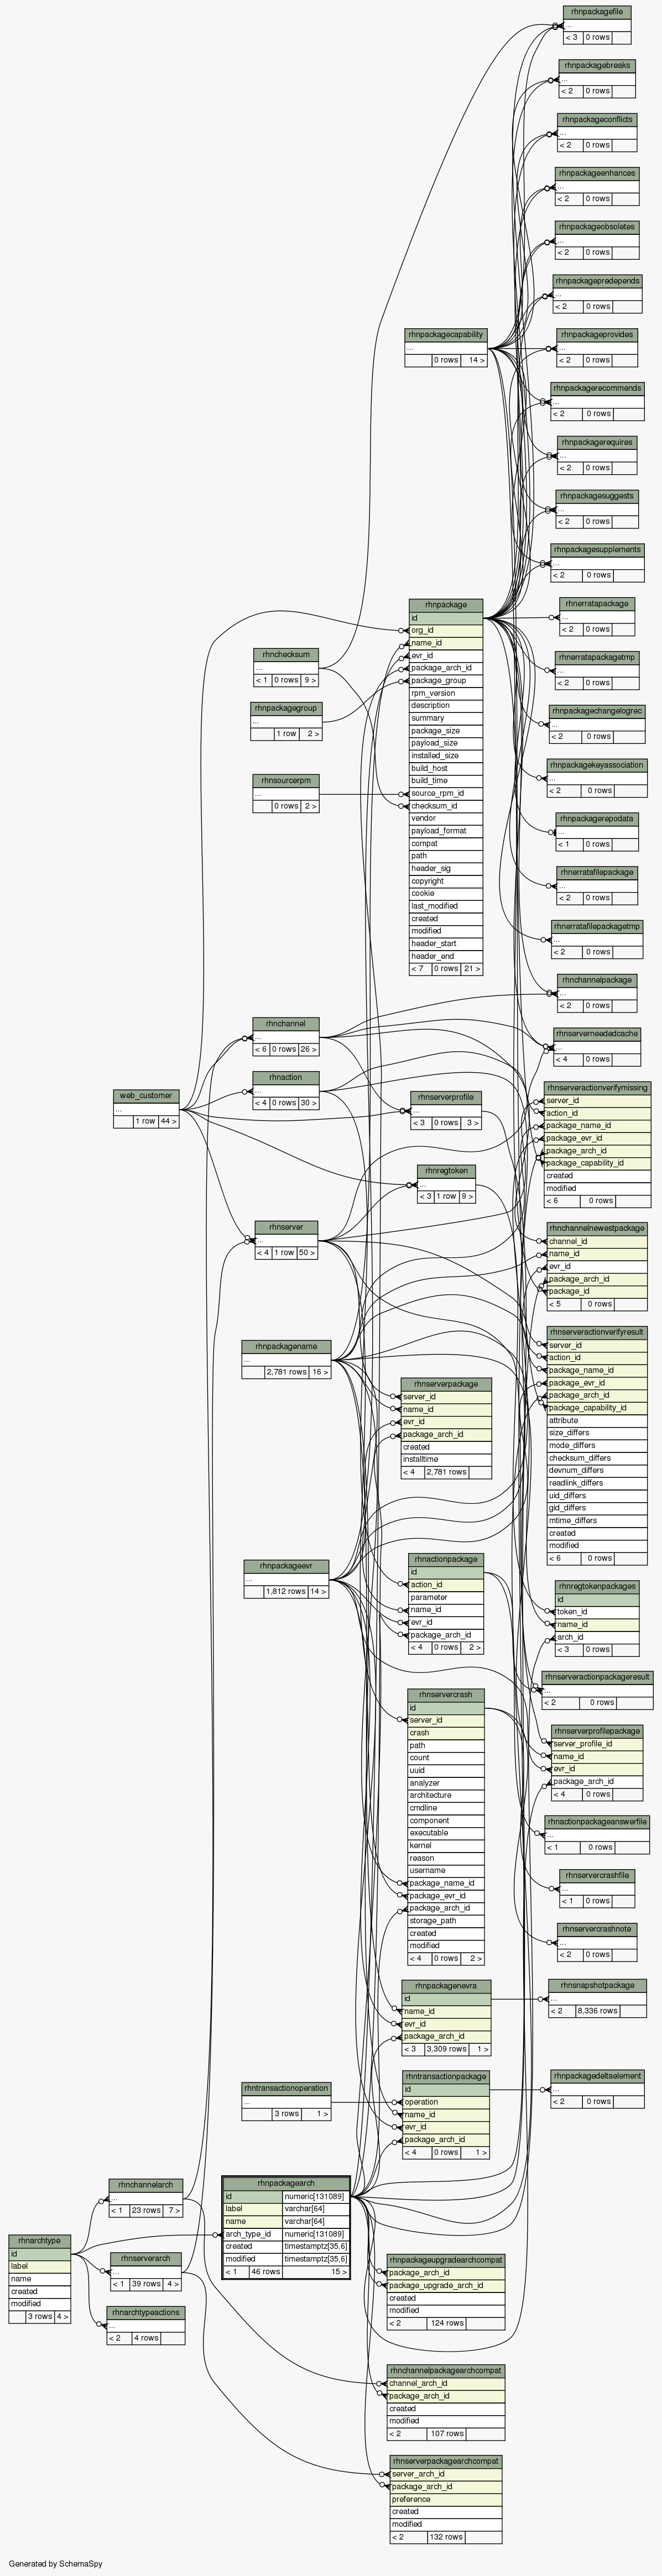 rhnpackagefile
...
< 3 0 rows
rhnpackagebreaks
...
< 2 0 rows
rhnpackageconflicts
...
< 2 0 rows
rhnpackageenhances
...
< 2 0 rows
rhnpackageobsoletes
...
< 2 0 rows
rhnpackagepredepends
...
< 2 0 rows
rhnpackagecapability
...
0 rows 14 >
rhnpackageprovides
...
< 2 0 rows
rhnpackagerecommends
...
< 2 0 rows
rhnpackagerequires
...
< 2 0 rows
rhnpackagesuggests
...
< 2 0 rows
rhnpackagesupplements
...
< 2 0 rows
rhnpackage
id
org_id
name_id
evr_id
package_arch_id
package_group
rpm_version
description
summary
package_size
payload_size
installed_size
build_host
build_time
source_rpm_id
checksum_id
vendor
payload_format
compat
path
header_sig
copyright
cookie
last_modified
created
modified
header_start
header_end
< 7 0 rows 21 >
rhnerratapackage
...
< 2 0 rows
rhnchecksum
...
< 1 0 rows 9 >
rhnerratapackagetmp
...
< 2 0 rows
rhnpackagegroup
...
1 row 2 >
rhnpackagechangelogrec
...
< 2 0 rows
rhnsourcerpm
...
0 rows 2 >
rhnpackagekeyassociation
...
< 2 0 rows
rhnpackagerepodata
...
< 1 0 rows
rhnerratafilepackage
...
< 2 0 rows
rhnerratafilepackagetmp
...
< 2 0 rows
rhnchannelpackage
...
< 2 0 rows
rhnchannel
...
< 6 0 rows 26 >
rhnserverneededcache
...
< 4 0 rows
rhnaction
...
< 4 0 rows 30 >
web_customer
...
1 row 44 >
rhnserverprofile
...
< 3 0 rows 3 >
rhnserveractionverifymissing
server_id
action_id
package_name_id
package_evr_id
package_arch_id
package_capability_id
created
modified
< 6 0 rows
rhnregtoken
...
< 3 1 row 9 >
rhnserver
...
< 4 1 row 50 >
rhnchannelnewestpackage
channel_id
name_id
evr_id
package_arch_id
package_id
< 5 0 rows
rhnpackagename
...
2,781 rows 16 >
rhnserveractionverifyresult
server_id
action_id
package_name_id
package_evr_id
package_arch_id
package_capability_id
attribute
size_differs
mode_differs
checksum_differs
devnum_differs
readlink_differs
uid_differs
gid_differs
mtime_differs
created
modified
< 6 0 rows
rhnserverpackage
server_id
name_id
evr_id
package_arch_id
created
installtime
< 4 2,781 rows
rhnpackageevr
...
1,812 rows 14 >
rhnactionpackage
id
action_id
parameter
name_id
evr_id
package_arch_id
< 4 0 rows 2 >
rhnregtokenpackages
id
token_id
name_id
arch_id
< 3 0 rows
rhnserveractionpackageresult
...
< 2 0 rows
rhnservercrash
id
server_id
crash
path
count
uuid
analyzer
architecture
cmdline
component
executable
kernel
reason
username
package_name_id
package_evr_id
package_arch_id
storage_path
created
modified
< 4 0 rows 2 >
rhnserverprofilepackage
server_profile_id
name_id
evr_id
package_arch_id
< 4 0 rows
rhnactionpackageanswerfile
...
< 1 0 rows
rhnservercrashfile
...
< 1 0 rows
rhnservercrashnote
...
< 2 0 rows
rhnpackagenevra
id
name_id
evr_id
package_arch_id
< 3 3,309 rows 1 >
rhnsnapshotpackage
...
< 2 8,336 rows
rhntransactionoperation
...
3 rows 1 >
rhntransactionpackage
id
operation
name_id
evr_id
package_arch_id
< 4 0 rows 1 >
rhnpackagedeltaelement
...
< 2 0 rows
rhnpackagearch
id numeric[131089]
label varchar[64]
name varchar[64]
arch_type_id numeric[131089]
created timestamptz[35,6]
modified timestamptz[35,6]
< 1 46 rows 15 >
rhnchannelarch
...
< 1 23 rows 7 >
rhnarchtype
id
label
name
created
modified
3 rows 4 >
rhnserverarch
...
< 1 39 rows 4 >
rhnarchtypeactions
...
< 2 4 rows
rhnpackageupgradearchcompat
package_arch_id
package_upgrade_arch_id
created
modified
< 2 124 rows
rhnchannelpackagearchcompat
channel_arch_id
package_arch_id
created
modified
< 2 107 rows
rhnserverpackagearchcompat
server_arch_id
package_arch_id
preference
created
modified
< 2 132 rows
Generated by SchemaSpy